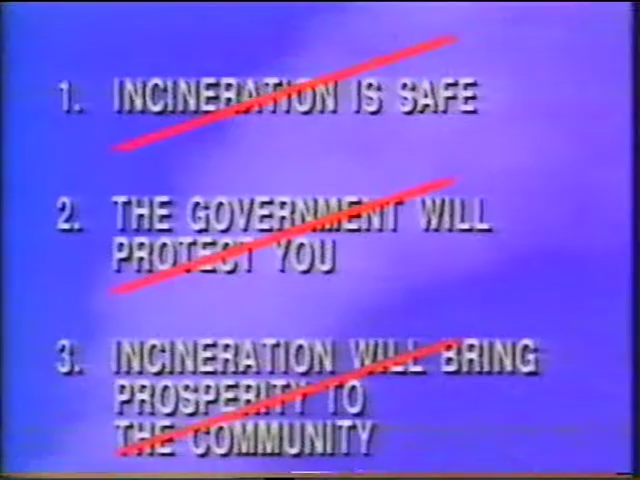 1. INCINERATION IS SAFE
2. THE GOVERNMENT WILL
PROTECT YOU
3. INCINERATION WILL BRING
PROSPERITY TO
THE COMMUNITY